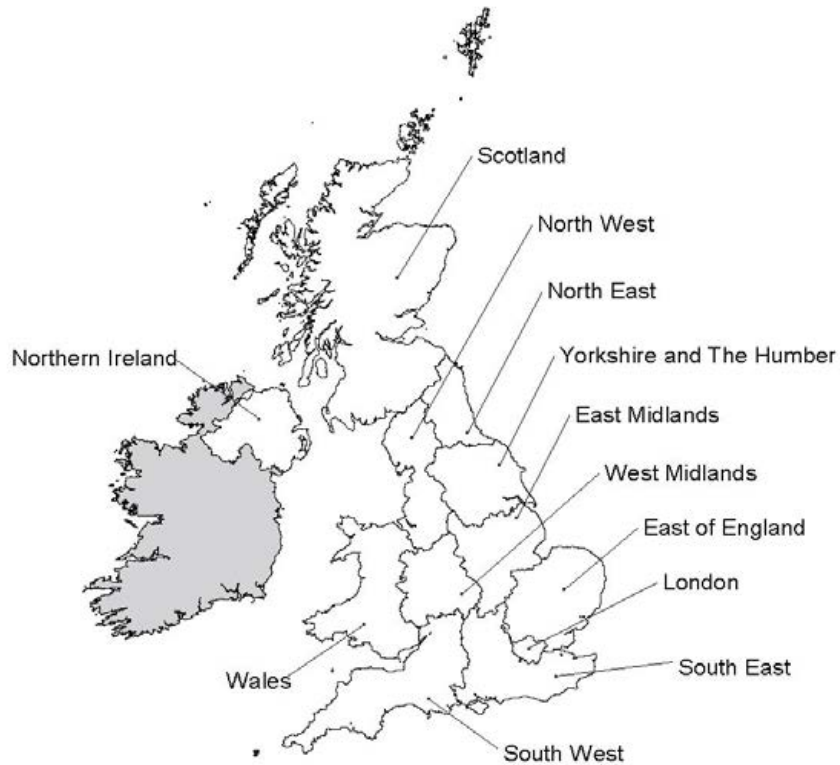 Scotland
North West
North East
Northern Ireland
Yorkshire and The Humber
East Midlands
West Midlands
East of England
London
South East
Wales
South West